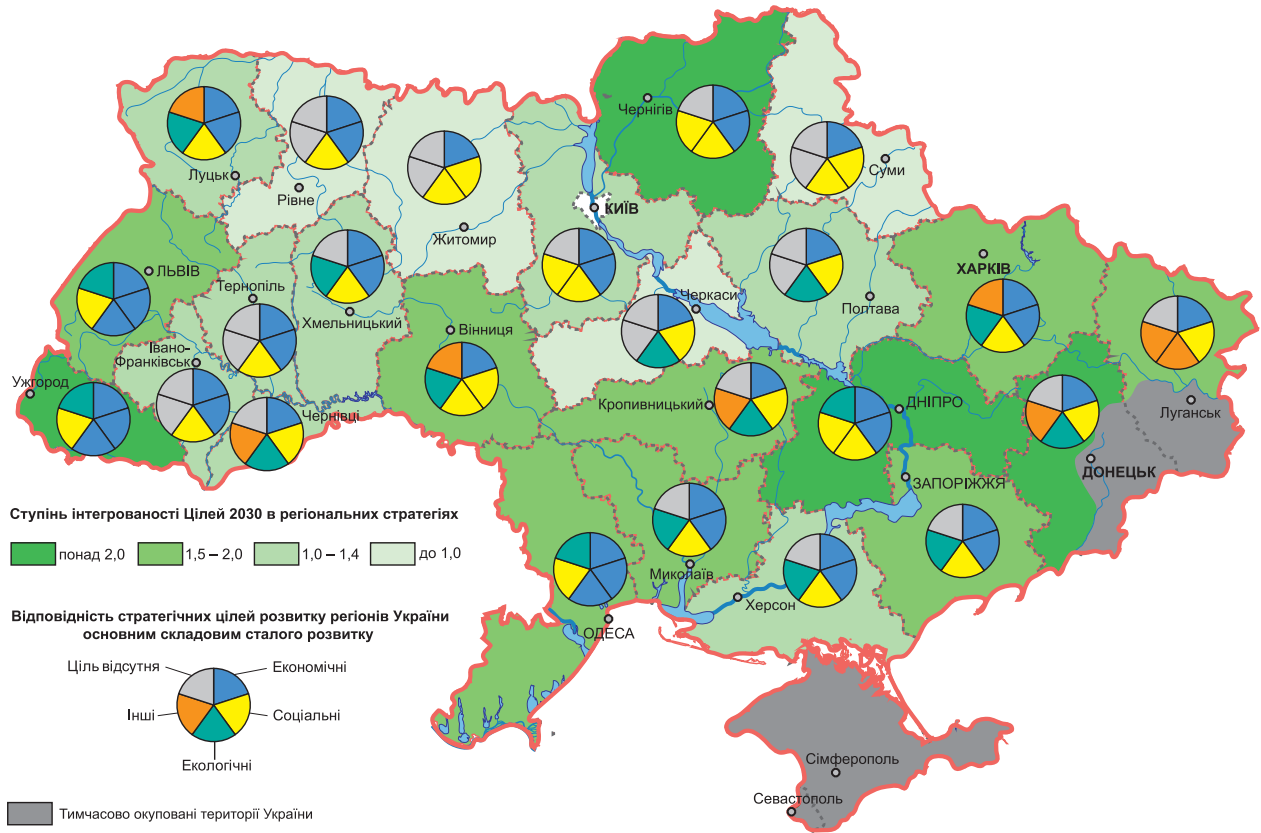 Чернігів
Луцьк
Рівне
Суми
КИЇВ
Житомир
ЛЬВІВ
ХАРКІВ
Тернопіль
Черкаси
Полтава
Хмельницький
Вінниця
Івано-
Франківськ
Ужгород
Чернівці
Кропивницький
ДНІПРО
Луганськ
ДОНЕЦЬК
ЗАПОРІЖЖЯ
Миколаїв
Херсон
ОДЕСА
Сімферополь
Севастополь
Ступінь інтегрованості Цілей 2030 в регіональних стратегіях
понад 2,0
1,5 – 2,0
1,0 – 1,4
до 1,0
Відповідність стратегічних цілей розвитку регіонів України
основним складовим сталого розвитку
Ціль відсутня
Економічні
Інші
Соціальні
Екологічні
Тимчасово окуповані території України